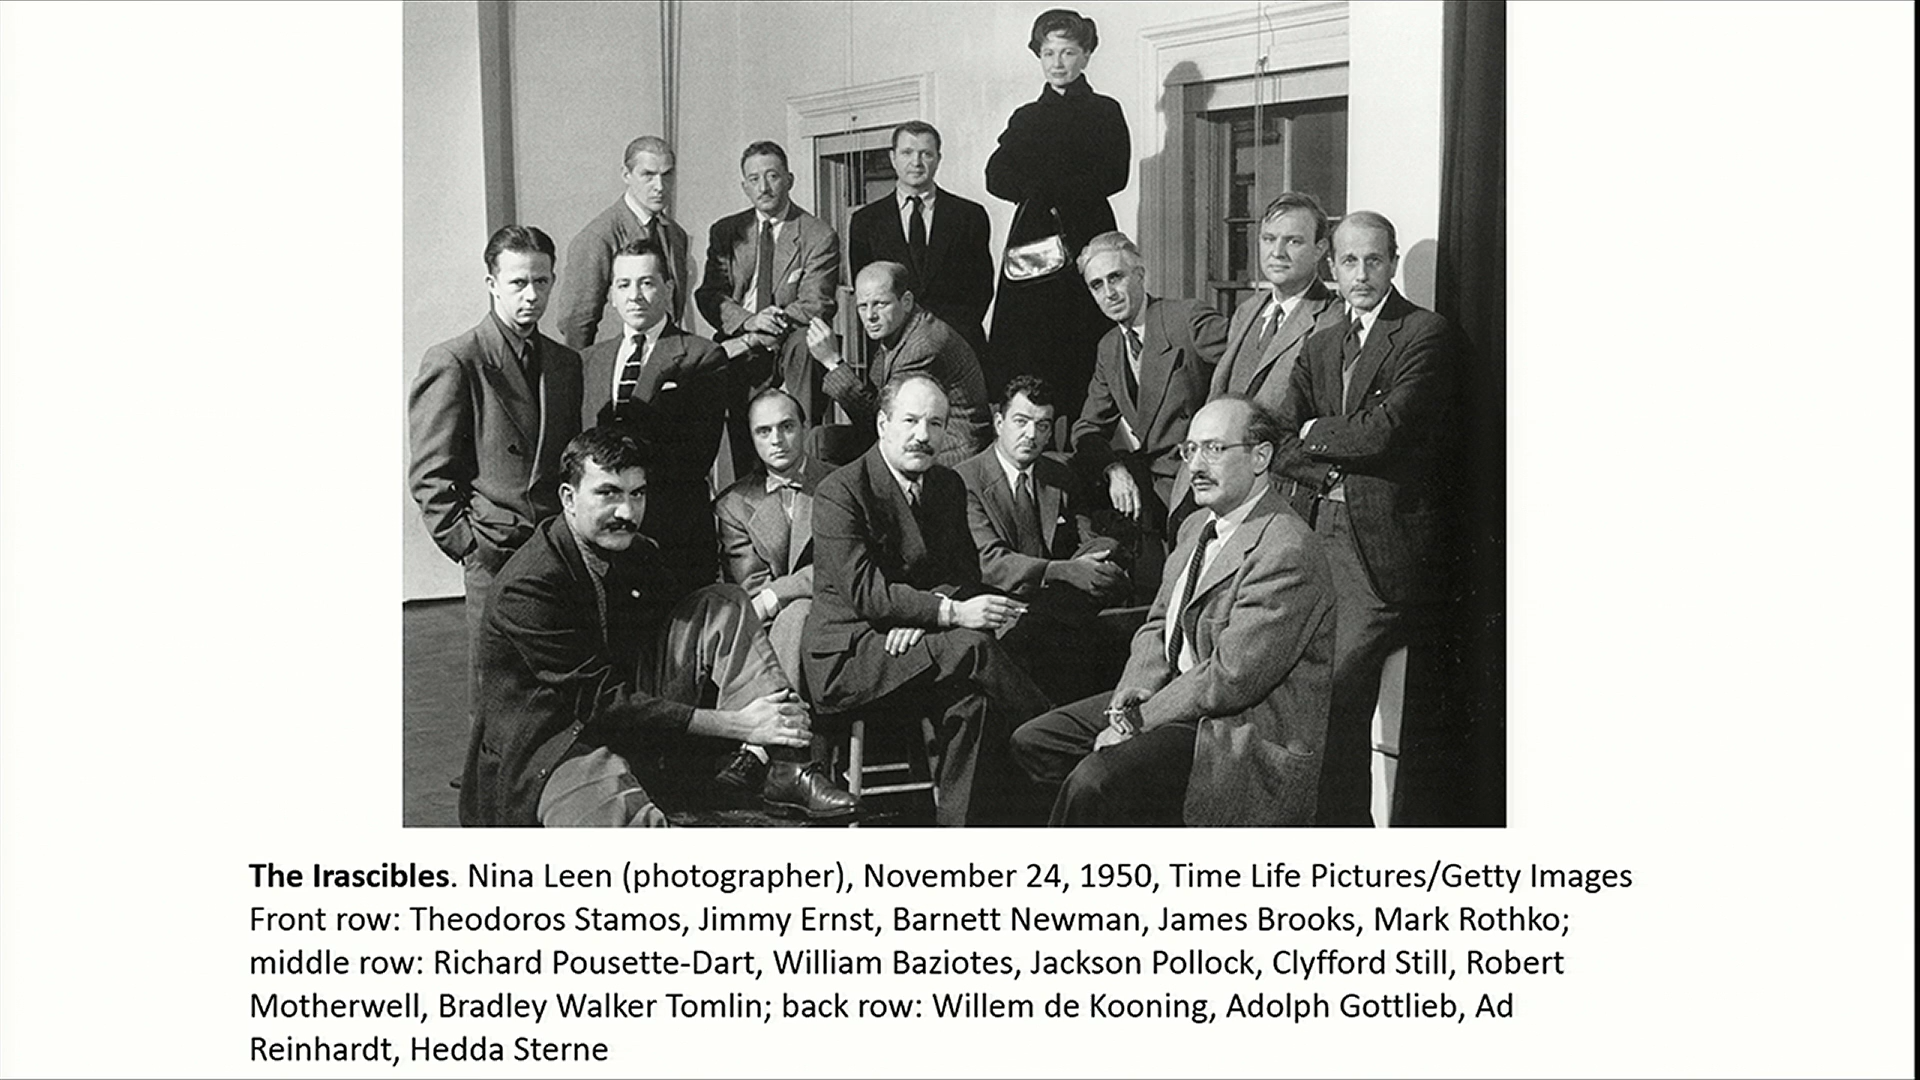 The Irascibles. Nina Leen (photographer), November 24, 1950, Time Life Pictures/Getty Images
Front row: Theodoros Stamos, Jimmy Ernst, Barnett Newman, James Brooks, Mark Rothko;
middle row: Richard Pousette-Dart, William Baziotes, Jackson Pollock, Clyfford Still, Robert
Motherwell, Bradley Walker Tomlin; back row: Willem de Kooning, Adolph Gottlieb, Ad
Reinhardt, Hedda Sterne